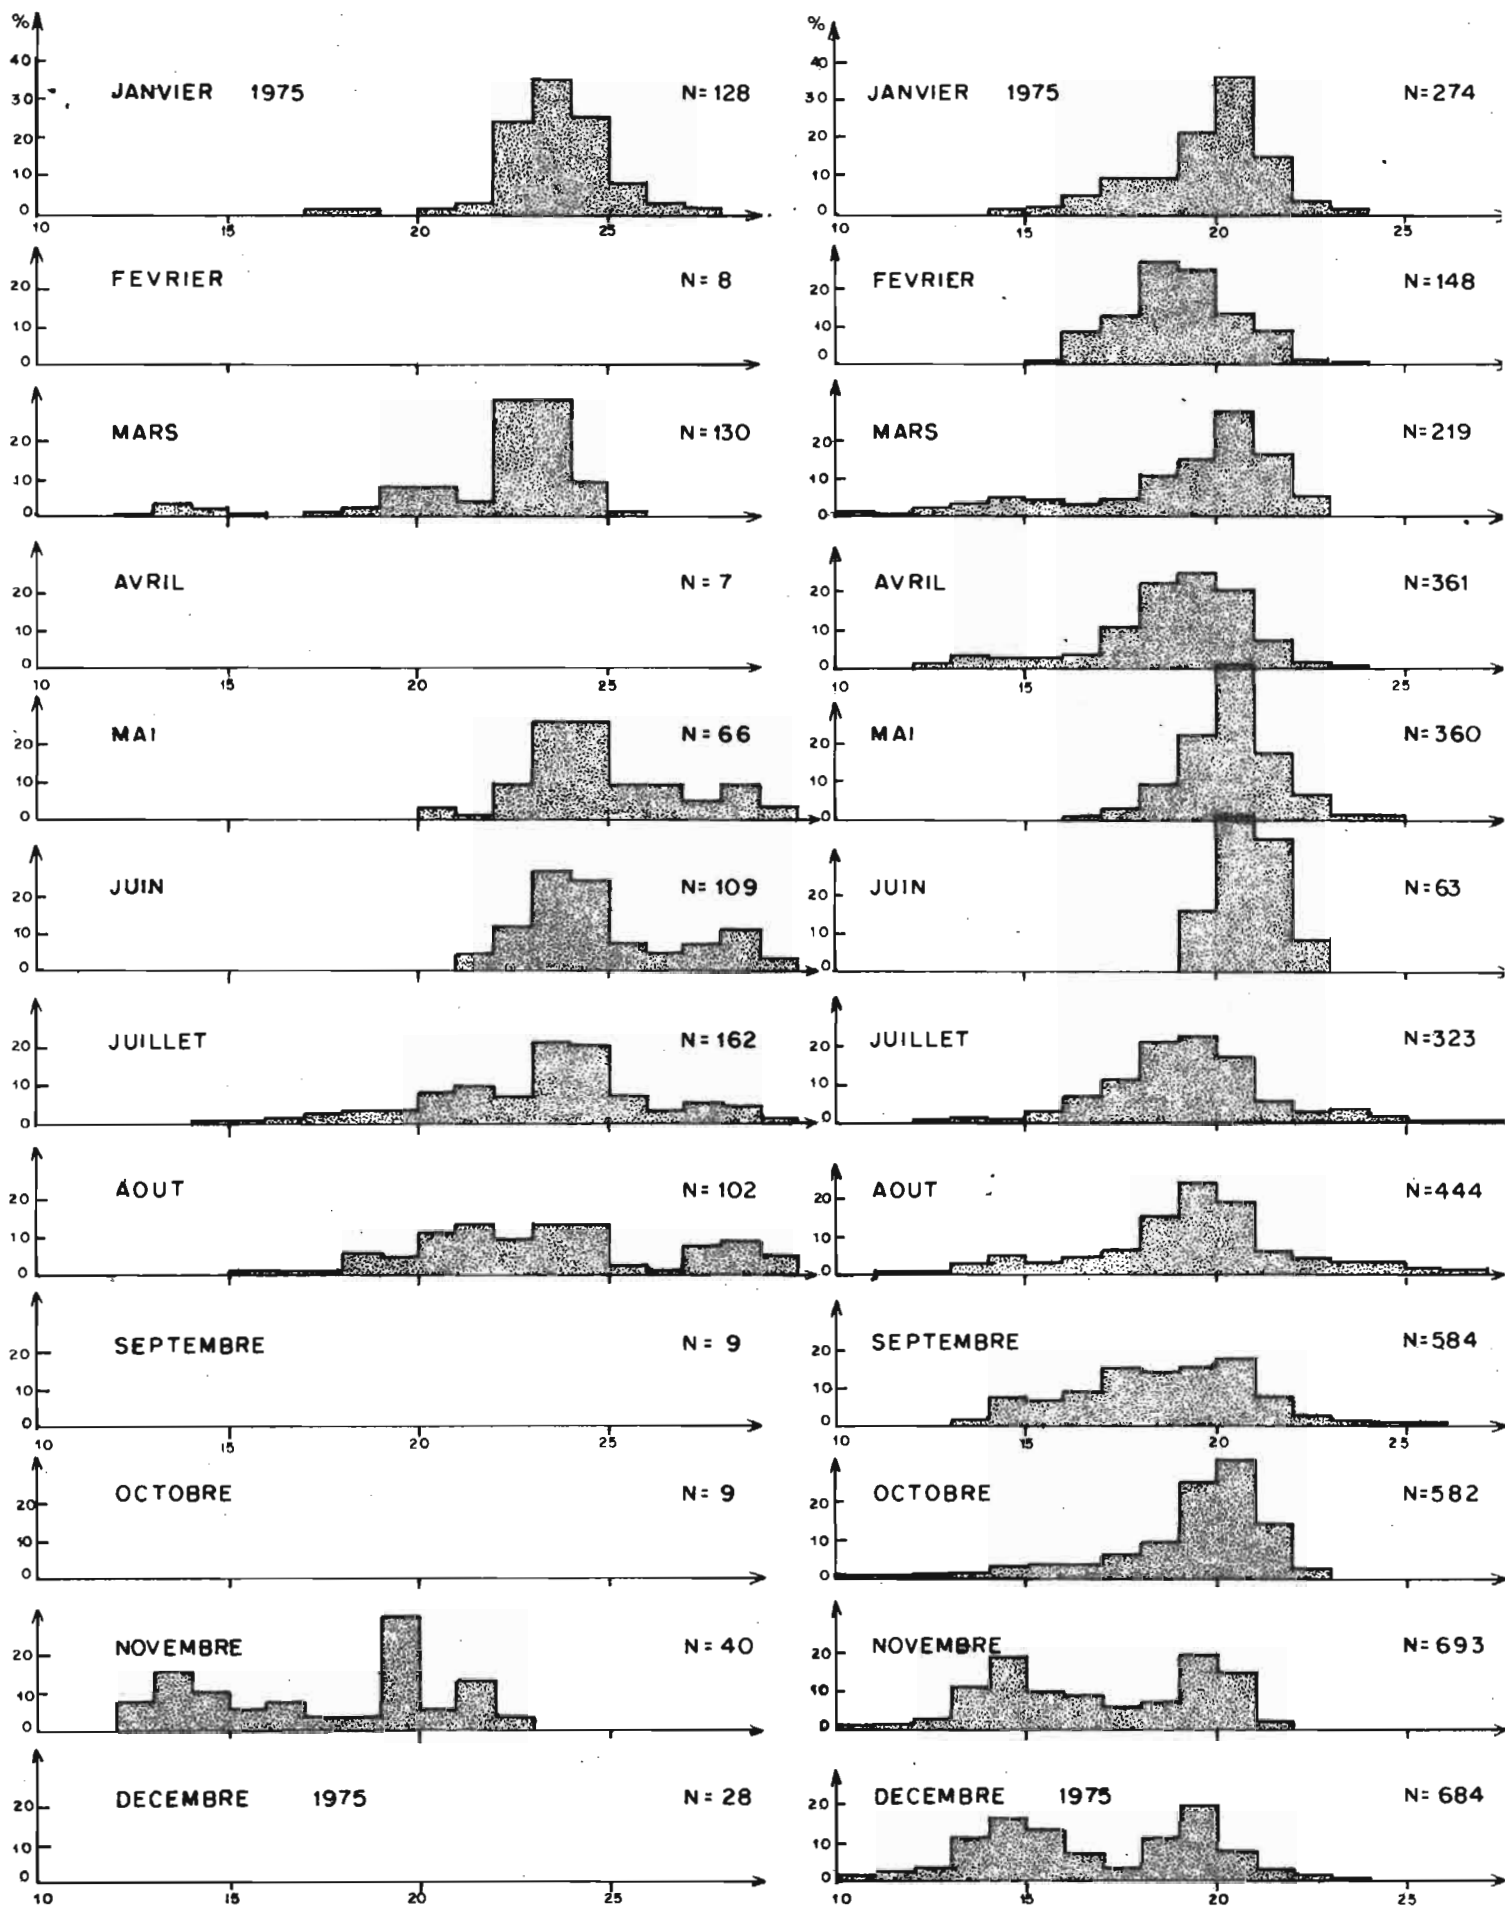 %
40
30
20
10
0
JANVIER 1975
N= 128
10 15 20 25
20
10
0
FEVRIER
N= 8
20
10
0
MARS
N= 130
20
10
0
AVRIL
N= 7
10 15 20 25
20
10
0
MAI
N= 66
20
10
0
JUIN
N= 109
20
10
0
JUILLET
N= 162
20
10
0
AOUT
N= 102
20
10
0
SEPTEMBRE
N= 9
10 15 20 25
20
10
0
OCTOBRE
N= 9
20
10
0
NOVEMBRE
N= 40
20
10
0
DECEMBRE 1975
N= 28
10 15 20 25
%
40
30
20
10
0
JANVIER 1975
N=274
10 15 20 25
20
10
0
FEVRIER
N=148
20
10
0
MARS
N=219
20
10
0
AVRIL
N=361
10 15 25
20
10
0
MAI
N=360
20
10
0
JUIN
N=63
20
10
0
JUILLET
N=323
20
10
0
AOUT
N=444
20
10
0
SEPTEMBRE
N=584
10 15 20 25
20
10
0
OCTOBRE
N=582
20
10
0
NOVEMBRE
N=693
20
10
0
DECEMBRE 1975
N= 684
10 15 20 25